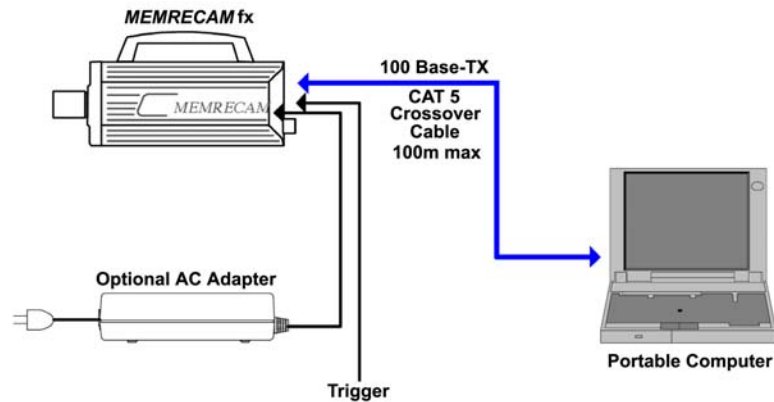 MEMRECAM fx
MEMRECAM
100 Base-TX
CAT 5
Crossover
Cable
100m max
Optional AC Adapter
Portable Computer
Trigger